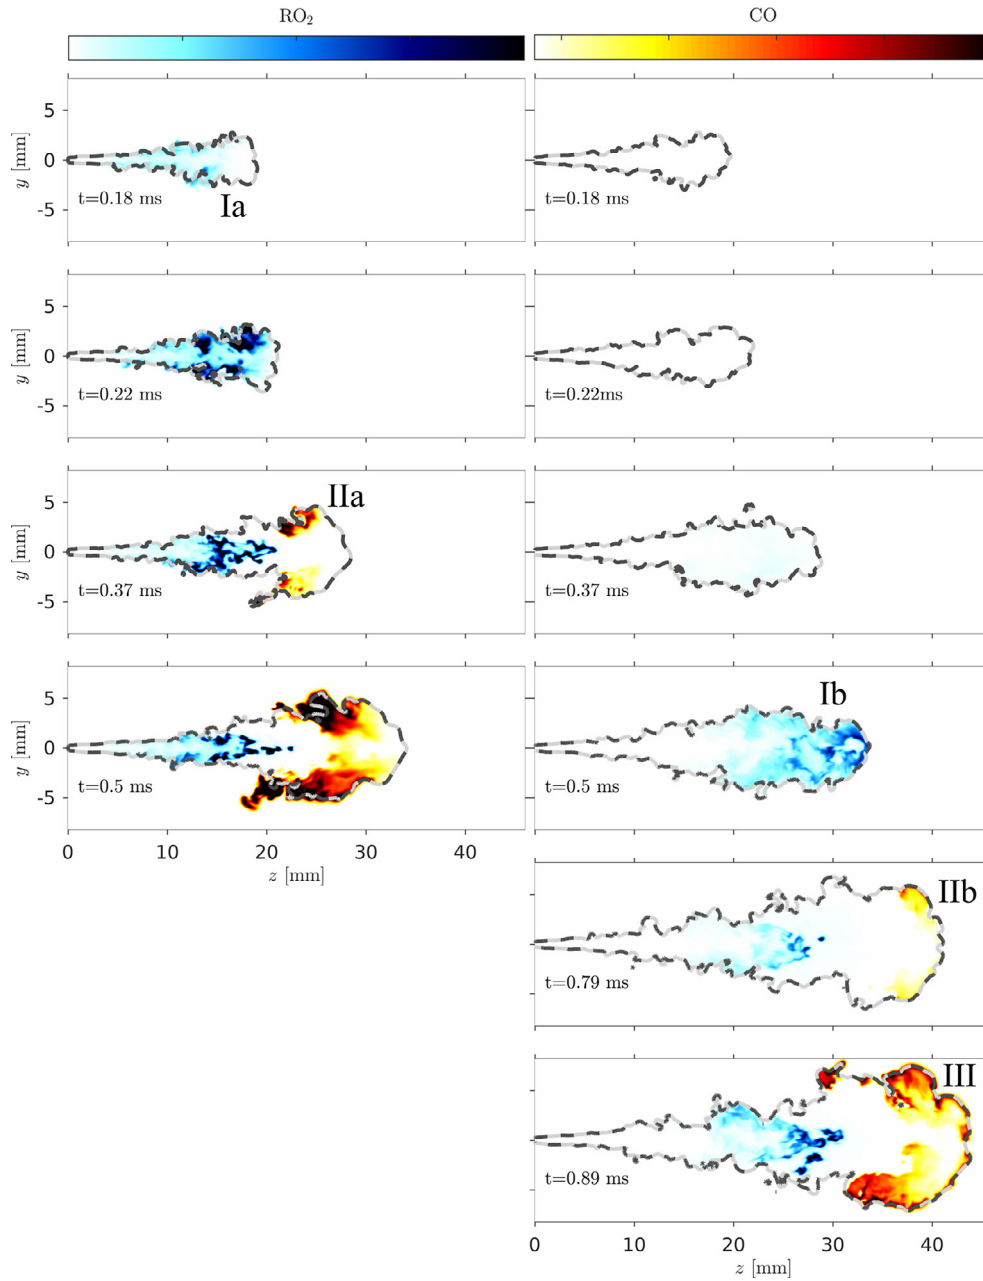 RO₂ CO
5
0
-5
y [mm]
t=0.18 ms
Ia
t=0.18 ms
5
0
-5
y [mm]
t=0.22 ms
t=0.22ms
5
0
-5
y [mm]
t=0.37 ms
IIa
t=0.37 ms
5
0
-5
y [mm]
t=0.5 ms
Ib
t=0.5 ms
0 10 20 30 40
z [mm]
IIb
t=0.79 ms
III
t=0.89 ms
0 10 20 30 40
z [mm]